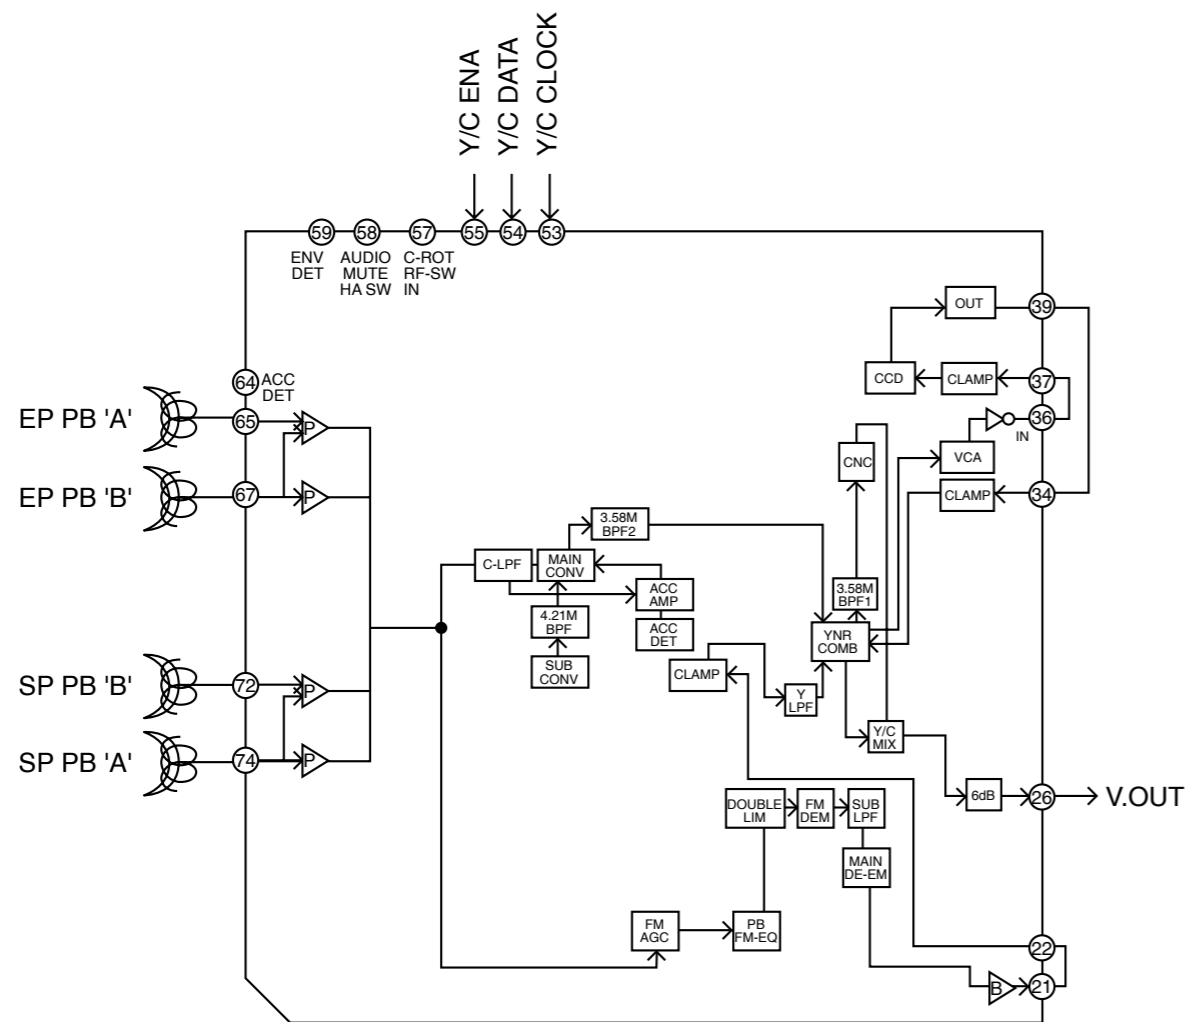 Y/C ENA
Y/C DATA
Y/C CLOCK
59
58
57
55
54
53
ENV
DET
AUDIO
MUTE
HA SW
C-ROT
RF-SW
IN
OUT
39
64
ACC
DET
CCD
CLAMP
37
EP PB 'A'
65
P
36
IN
CNC
VCA
EP PB 'B'
67
P
CLAMP
34
3.58M
BPF2
C-LPF
MAIN
CONV
ACC
AMP
3.58M
BPF1
4.21M
BPF
ACC
DET
YNR
COMB
SUB
CONV
CLAMP
SP PB 'B'
72
P
Y
LPF
Y/C
MIX
SP PB 'A'
74
P
6dB
26
V.OUT
DOUBLE
LIM
FM
DEM
SUB
LPF
MAIN
DE-EM
FM
AGC
PB
FM-EQ
22
B
21